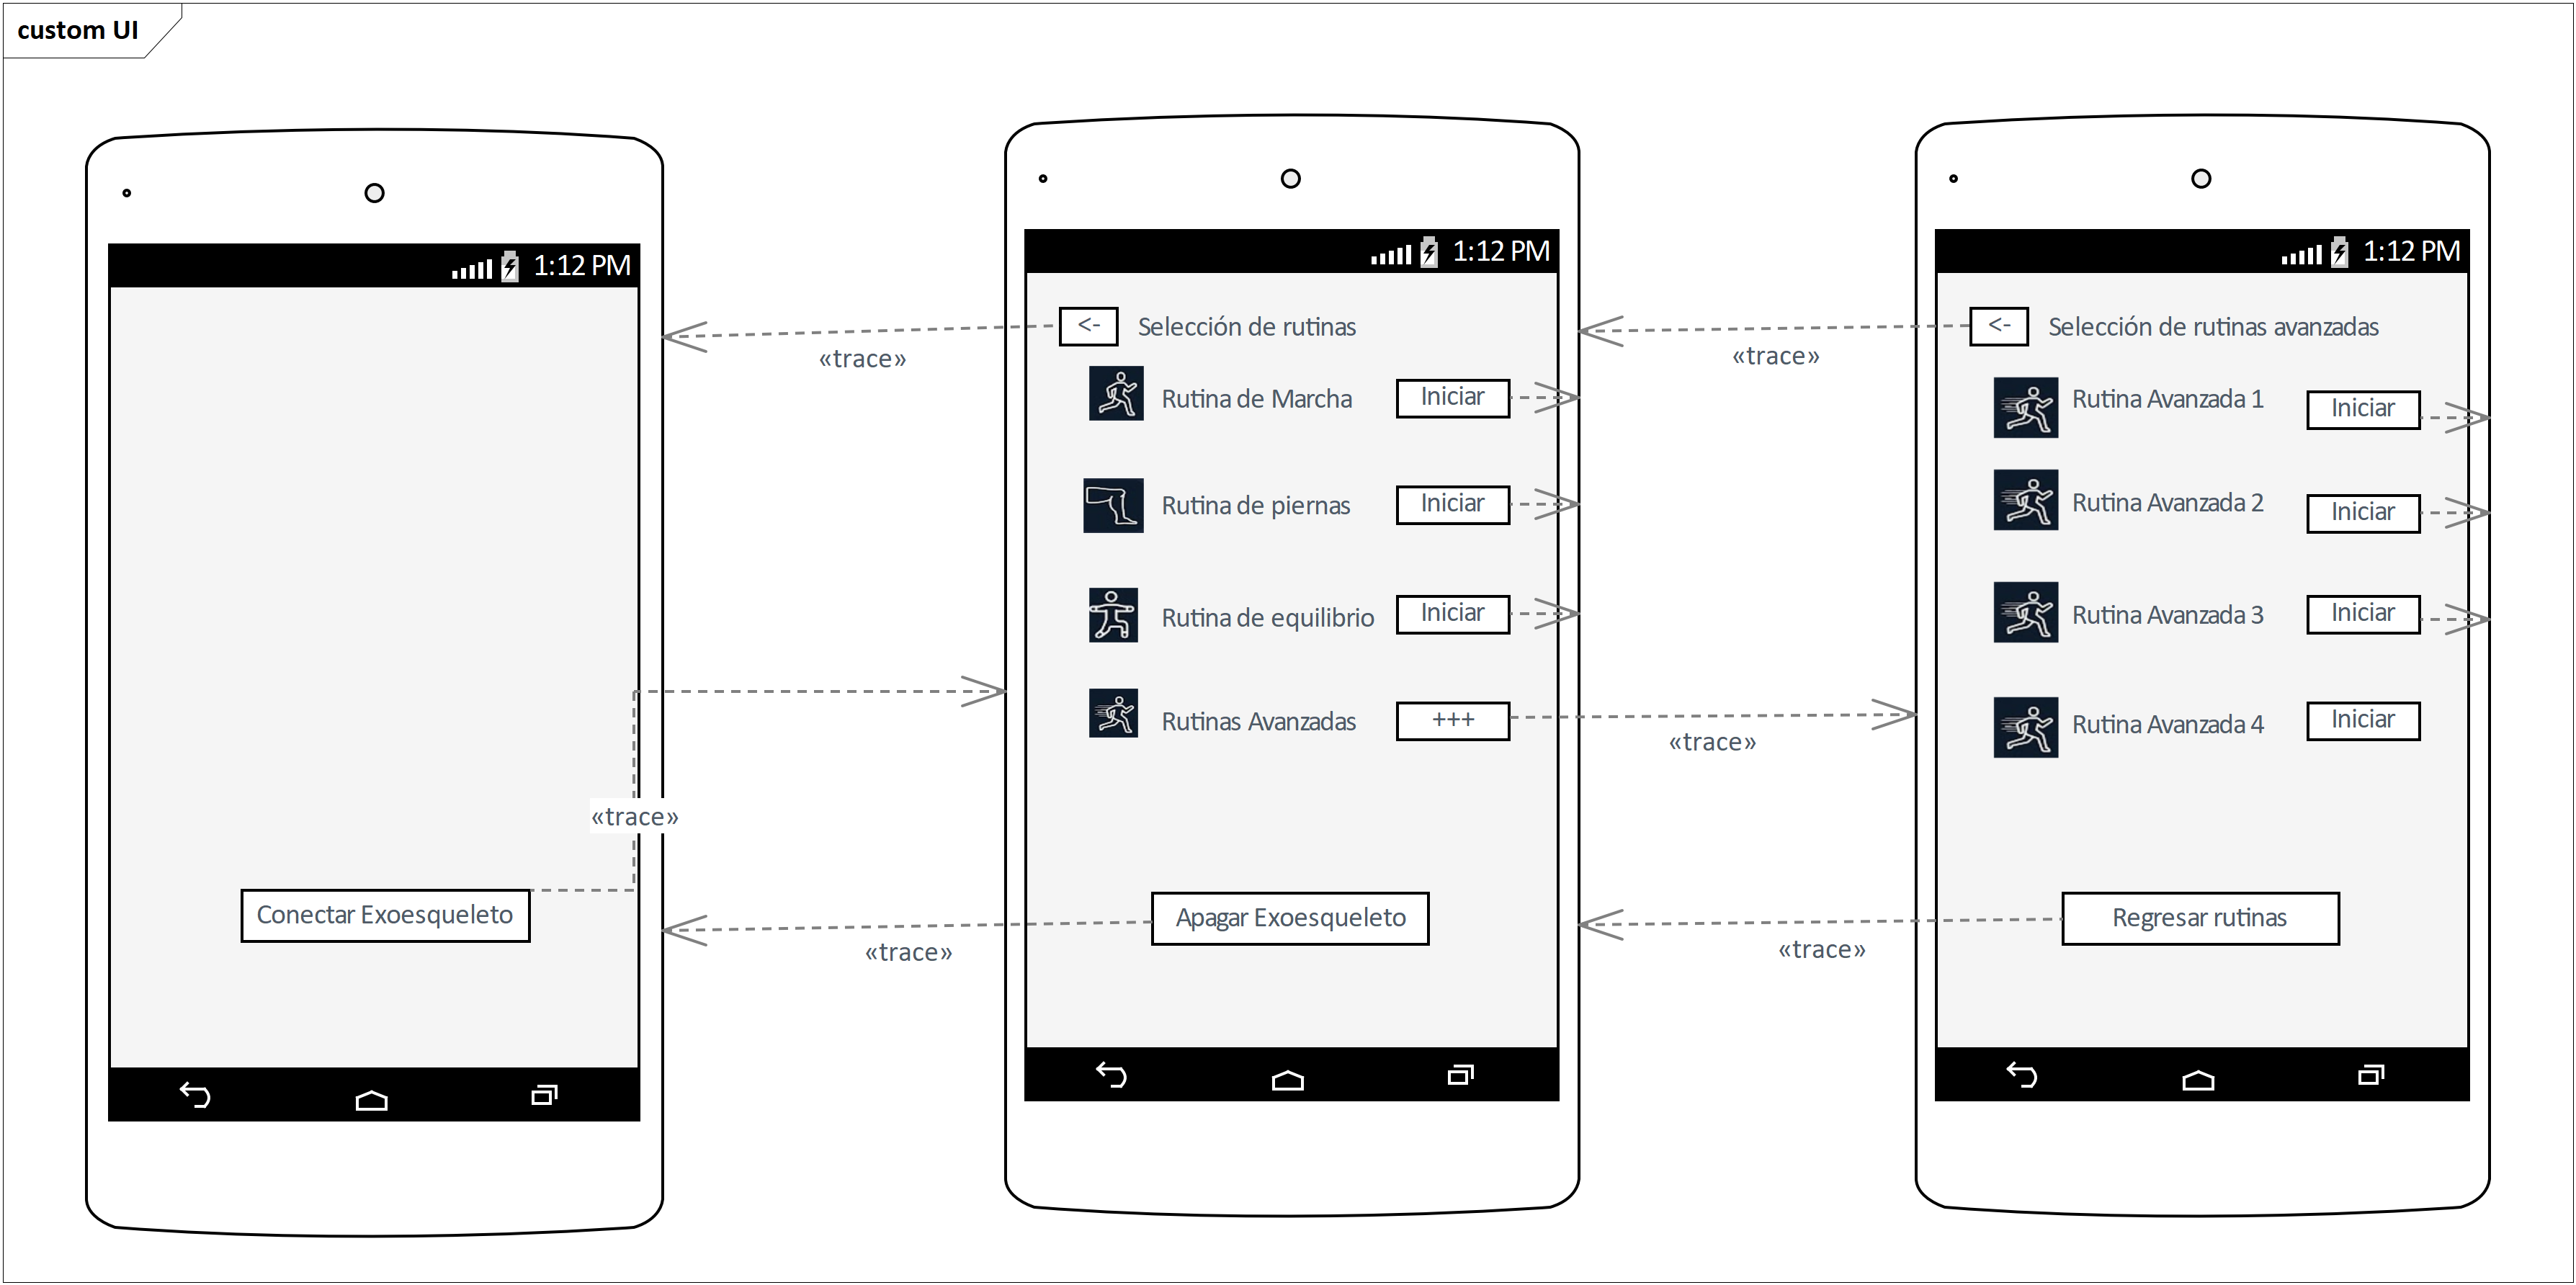 custom UI
1:12 PM
«trace»
Conectar Exoesqueleto
«trace»
«trace»
1:12 PM
<- Selección de rutinas
Rutina de Marcha Iniciar
Rutina de piernas Iniciar
Rutina de equilibrio Iniciar
Rutinas Avanzadas +++
Apagar Exoesqueleto
«trace»
«trace»
«trace»
1:12 PM
<- Selección de rutinas avanzadas
Rutina Avanzada 1 Iniciar
Rutina Avanzada 2 Iniciar
Rutina Avanzada 3 Iniciar
Rutina Avanzada 4 Iniciar
Regresar rutinas